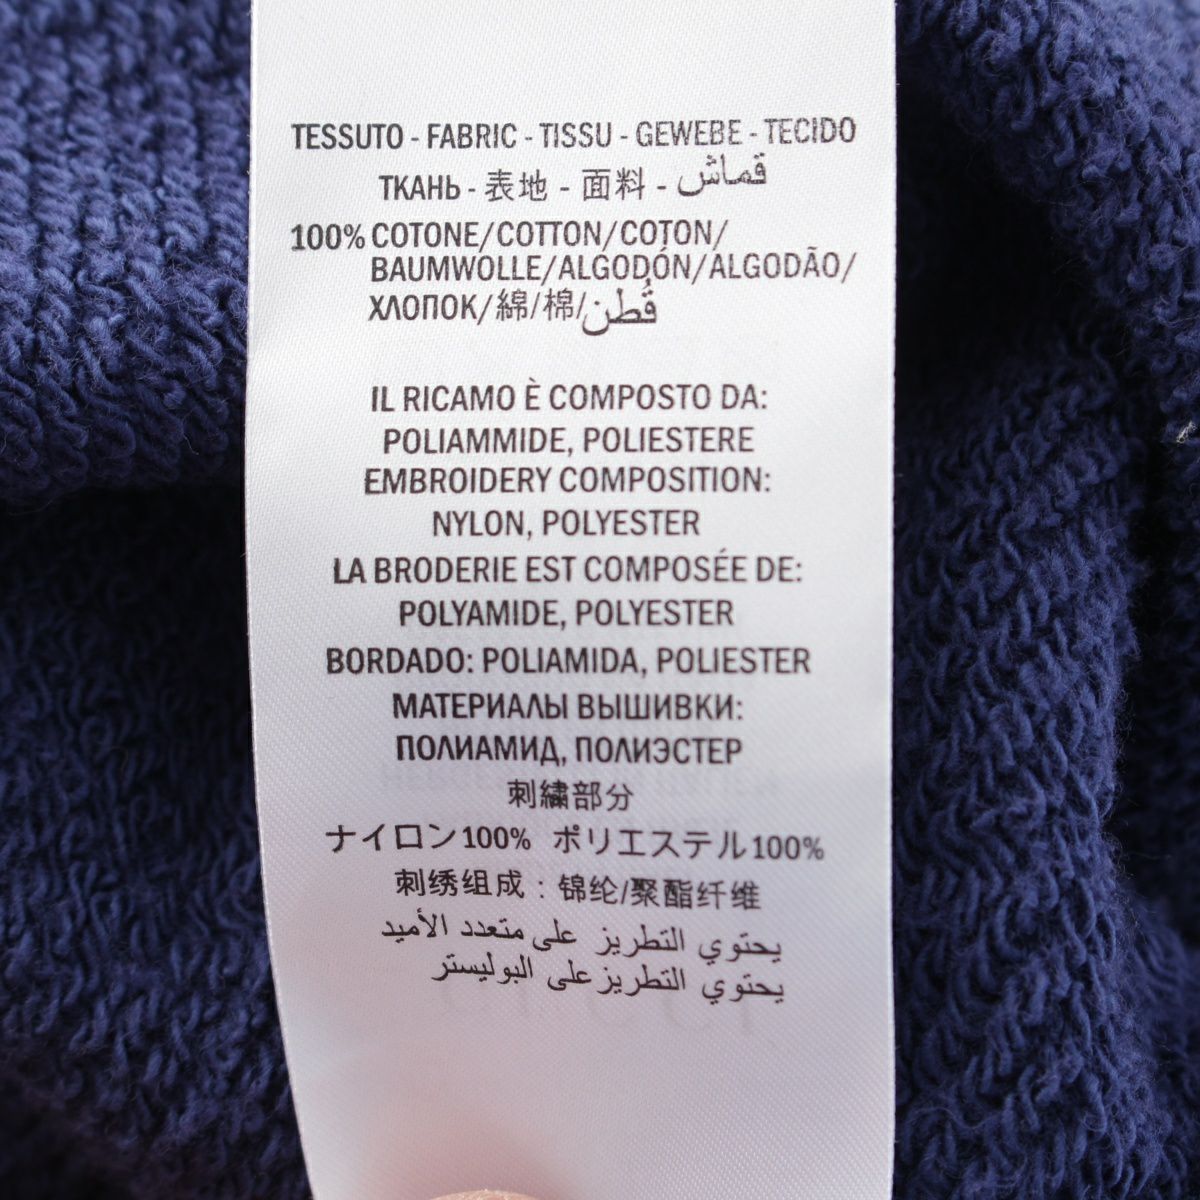 TESSUTO - FABRIC - TISSU - GEWEBE - TECIDO
ТКАНЬ - 表地 - 面料 - قماش
100% COTONE/COTTON/COTON/
BAUMWOLLE/ALGODÓN/ALGODÃO/
ХЛОПОК/綿/棉/قُطن
IL RICAMO È COMPOSTO DA:
POLIAMMIDE, POLIESTERE
EMBROIDERY COMPOSITION:
NYLON, POLYESTER
LA BRODERIE EST COMPOSÉE DE:
POLYAMIDE, POLYESTER
BORDADO: POLIAMIDA, POLIESTER
МАТЕРИАЛЫ ВЫШИВКИ:
ПОЛИАМИД, ПОЛИЭСТЕР
刺繍部分
ナイロン100% ポリエステル100%
刺绣组成：锦纶/聚酯纤维
يحتوي التطريز على متعدد الأميد
يحتوي التطريز على البوليستر